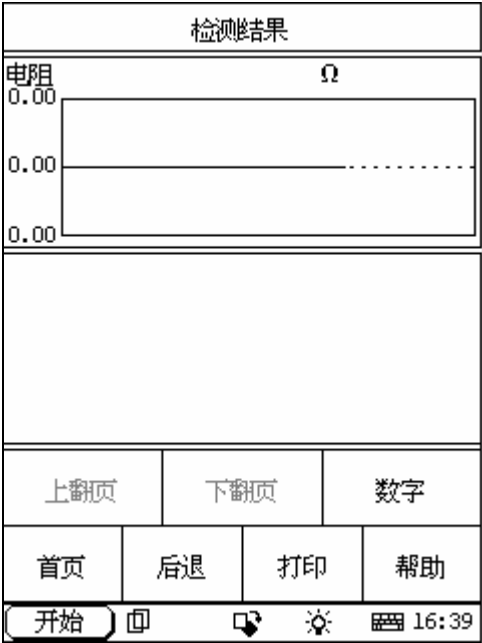 检测结果
电阻 Ω
0.00
0.00
0.00
上翻页 下翻页 数字
首页 后退 打印 帮助
开始 16:39